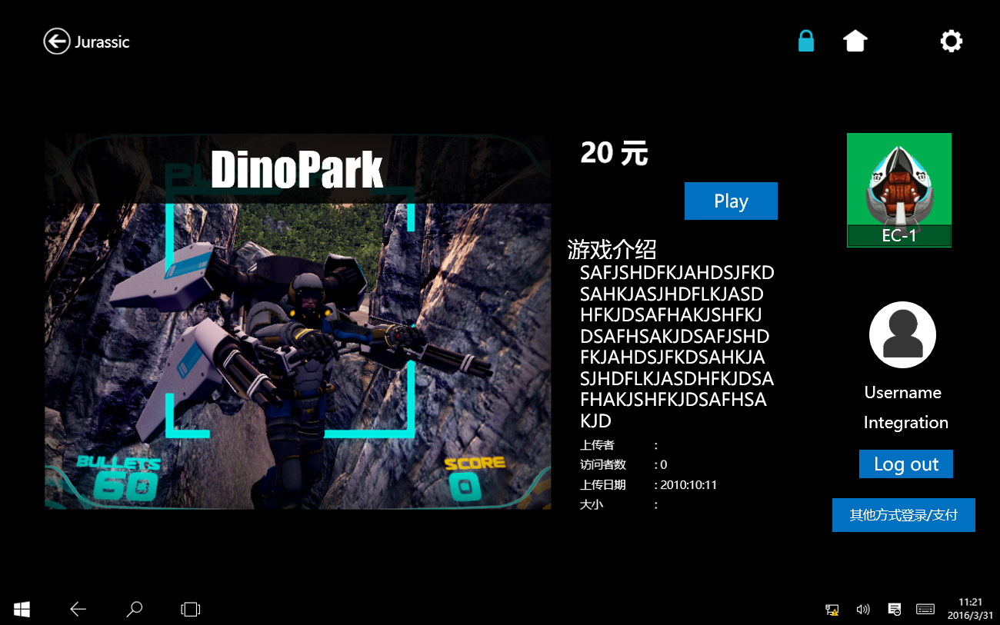 Jurassic
DinoPark
BULLETS
60
SCORE
0
20 元
Play
游戏介绍
SAFJSHDFKJAHDSJFKD
SAHKJASJHDFLKJASD
HFKJDSAFHAKJSHFKJ
DSAFHSAKJDSAFJSHD
FKJAHDSJFKDSAHKJA
SJHDFLKJASDHFKJDSA
FHAKJSHFKJDSAFHSA
KJD
上传者 :
访问者数 : 0
上传日期 : 2010:10:11
大小 :
EC-1
Username
Integration
Log out
其他方式登录/支付
11:21
2016/3/31